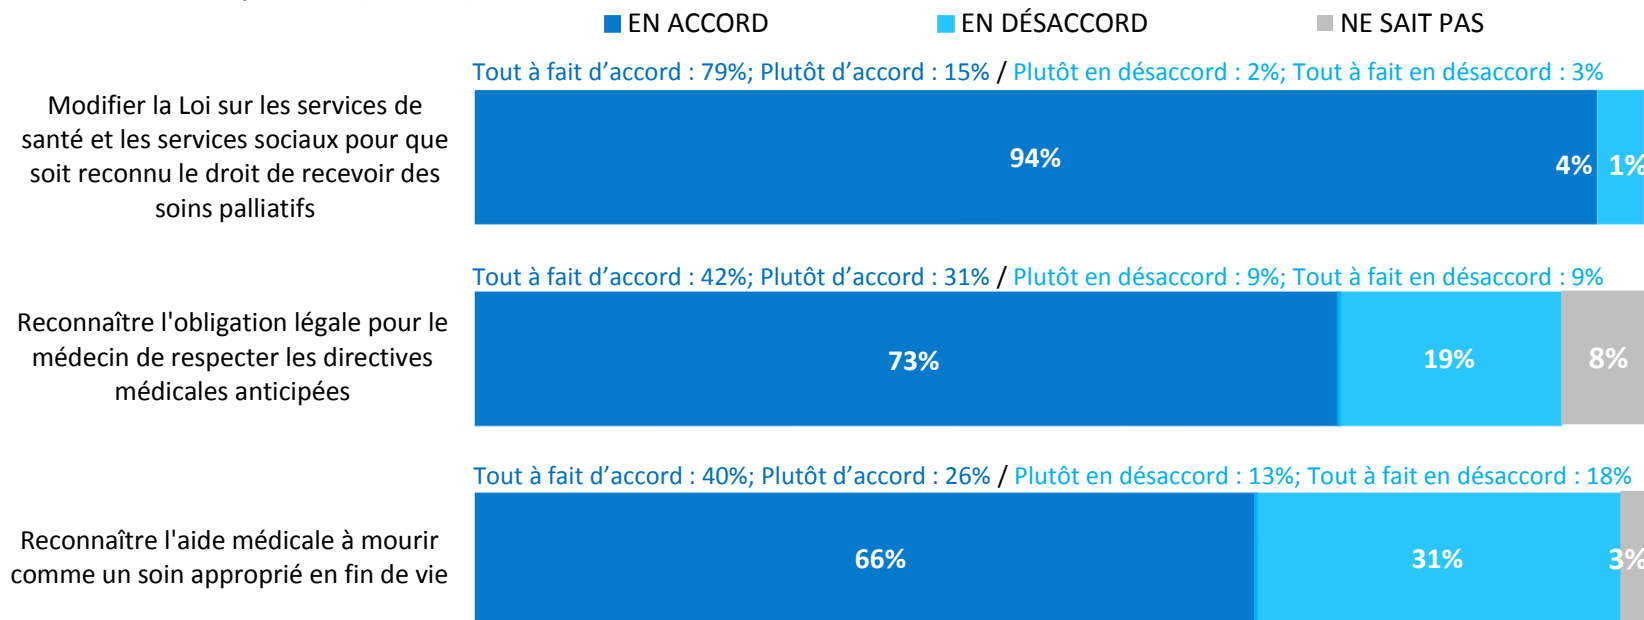 EN ACCORD EN DÉSACCORD NE SAIT PAS
Tout à fait d’accord : 79%; Plutôt d’accord : 15% / Plutôt en désaccord : 2%; Tout à fait en désaccord : 3%
Modifier la Loi sur les services de
santé et les services sociaux pour que
soit reconnu le droit de recevoir des
soins palliatifs
94% 4% 1%
Tout à fait d’accord : 42%; Plutôt d’accord : 31% / Plutôt en désaccord : 9%; Tout à fait en désaccord : 9%
Reconnaître l'obligation légale pour le
médecin de respecter les directives
médicales anticipées
73% 19% 8%
Tout à fait d’accord : 40%; Plutôt d’accord : 26% / Plutôt en désaccord : 13%; Tout à fait en désaccord : 18%
Reconnaître l'aide médicale à mourir
comme un soin approprié en fin de vie
66% 31% 3%